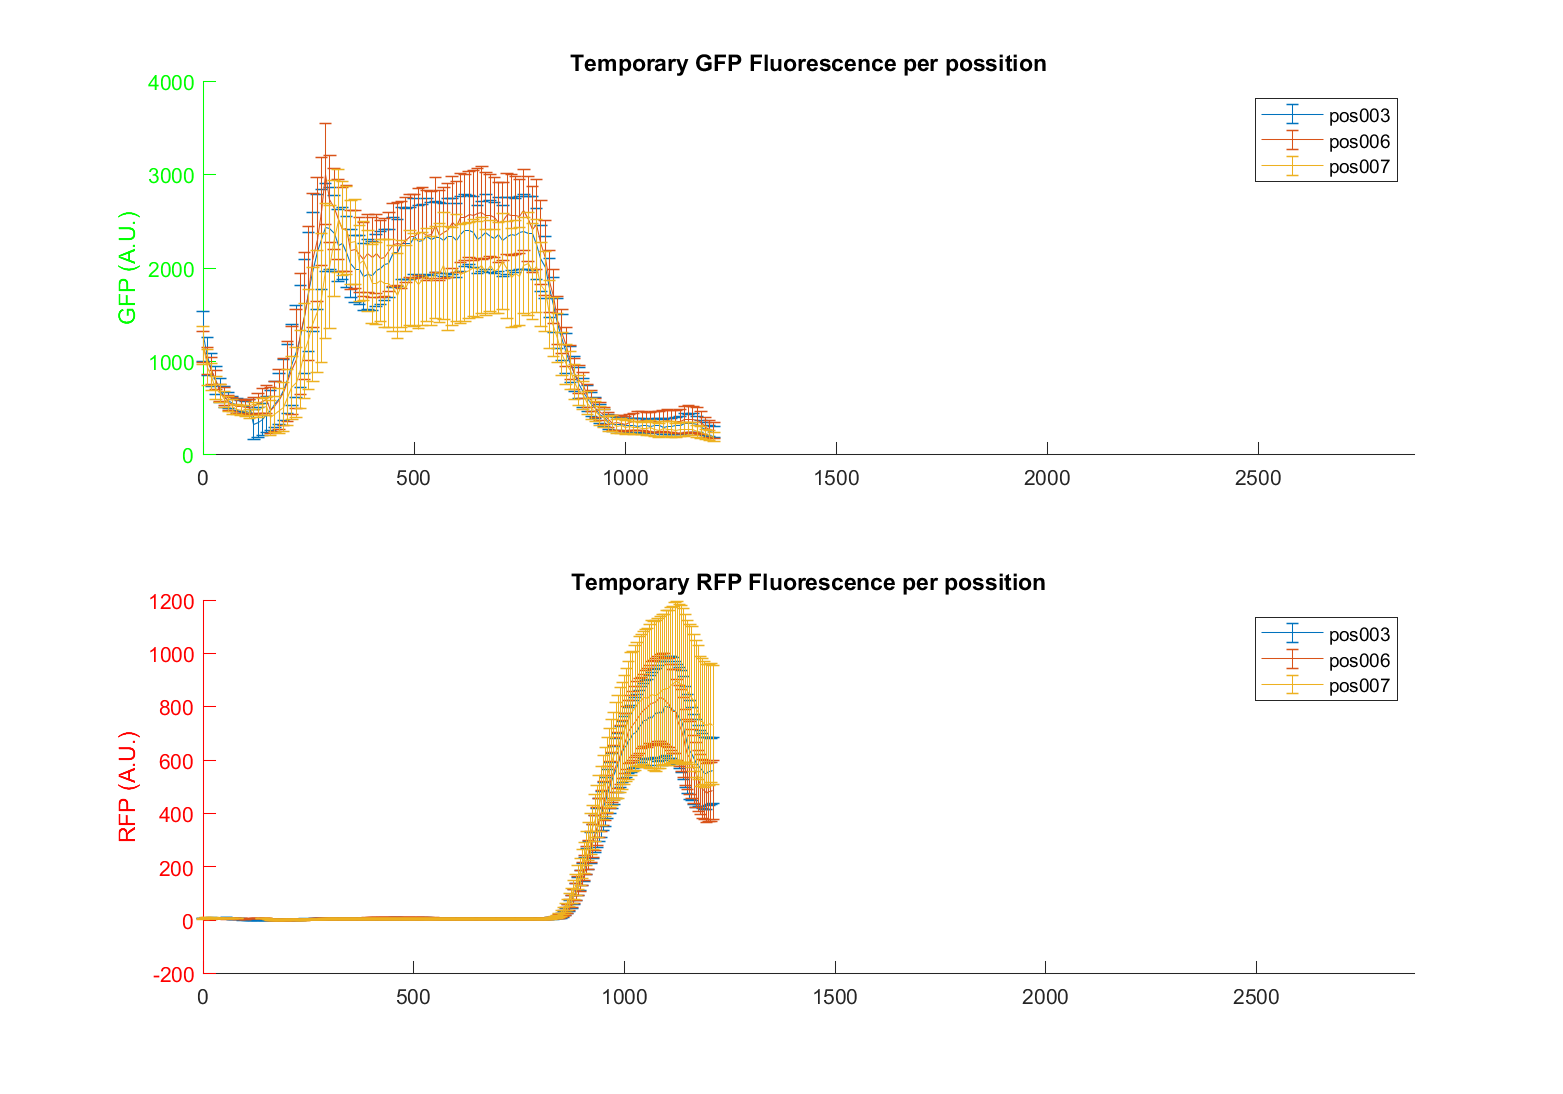 Temporary GFP Fluorescence per possition
4000
3000
2000
1000
0
GFP (A.U.)
pos003
pos006
pos007
0 500 1000 1500 2000 2500
Temporary RFP Fluorescence per possition
1200
1000
800
600
400
200
0
-200
RFP (A.U.)
pos003
pos006
pos007
0 500 1000 1500 2000 2500